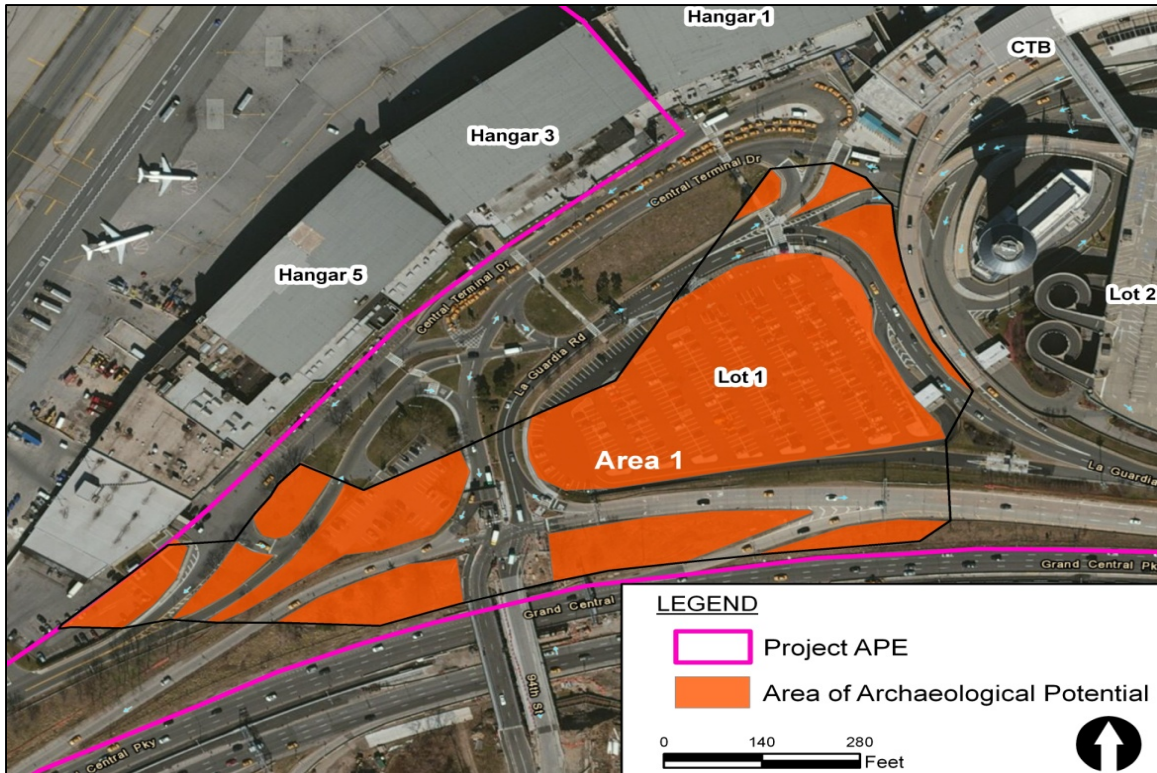 Hangar 1
CTB
Hangar 3
Central Terminal Dr
Hangar 5
Central Terminal Dr
Lot 2
La Guardia Rd
Lot 1
Area 1
La Guardia
Grand Central Pk
Grand Central
94th St
Central Pky
LEGEND
Project APE
Area of Archaeological Potential
0 140 280
Feet